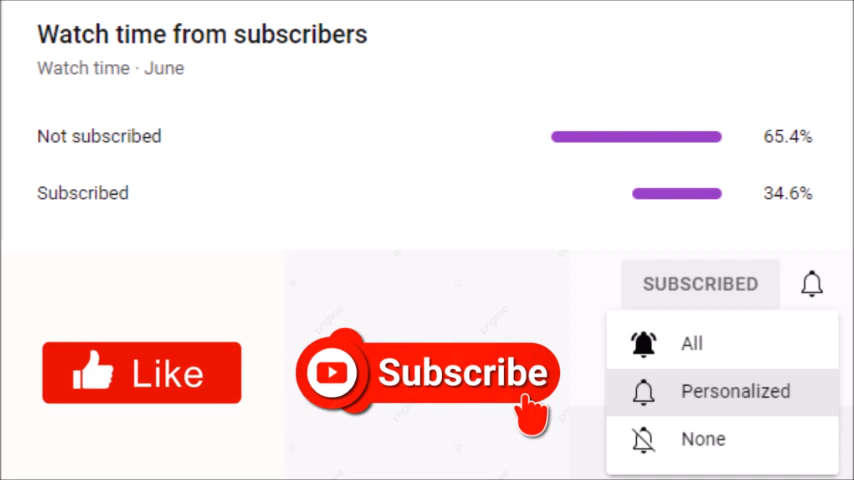 Watch time from subscribers
Watch time · June
Not subscribed 65.4%
Subscribed 34.6%
SUBSCRIBED
All
Like
Subscribe
Personalized
None